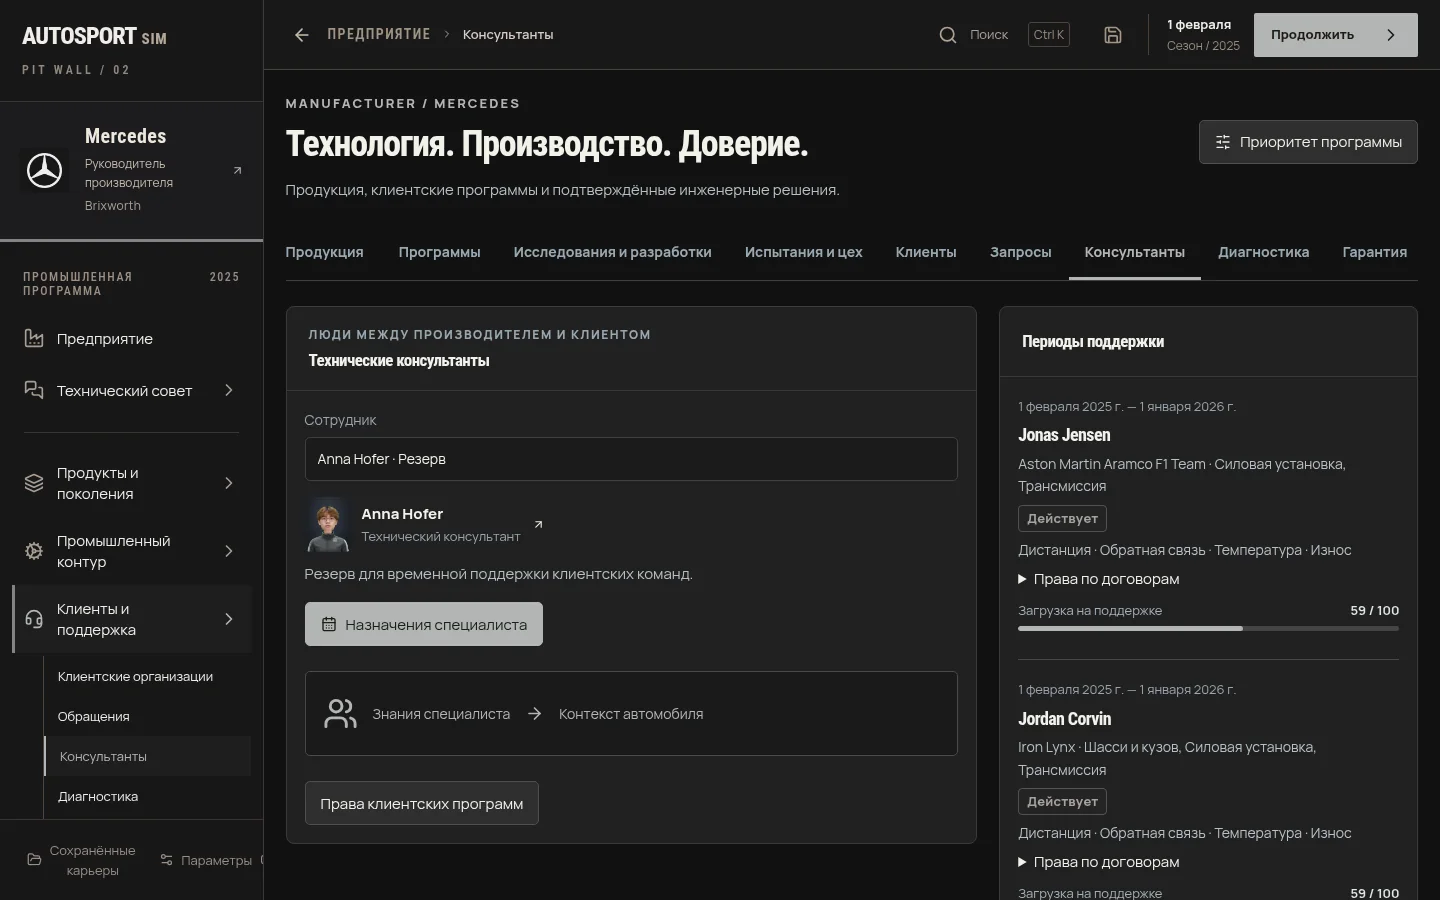 AUTOSPORT SIM
PIT WALL / 02
Mercedes
Руководитель
производителя
Brixworth
ПРОМЫШЛЕННАЯ
ПРОГРАММА
2025
Предприятие
Технический совет
Продукты и
поколения
Промышленный
контур
Клиенты и
поддержка
Клиентские организации
Обращения
Консультанты
Диагностика
Сохранённые
карьеры
Параметры
ПРЕДПРИЯТИЕ
Консультанты
Поиск
Ctrl K
1 февраля
Сезон / 2025
Продолжить
MANUFACTURER / MERCEDES
Технология. Производство. Доверие.
Продукция, клиентские программы и подтверждённые инженерные решения.
Приоритет программы
Продукция
Программы
Исследования и разработки
Испытания и цех
Клиенты
Запросы
Консультанты
Диагностика
Гарантия
ЛЮДИ МЕЖДУ ПРОИЗВОДИТЕЛЕМ И КЛИЕНТОМ
Технические консультанты
Сотрудник
Anna Hofer · Резерв
Anna Hofer
Технический консультант
Резерв для временной поддержки клиентских команд.
Назначения специалиста
Знания специалиста
Контекст автомобиля
Права клиентских программ
Периоды поддержки
1 февраля 2025 г. — 1 января 2026 г.
Jonas Jensen
Aston Martin Aramco F1 Team · Силовая установка,
Трансмиссия
Действует
Дистанция · Обратная связь · Температура · Износ
Права по договорам
Загрузка на поддержке
59 / 100
1 февраля 2025 г. — 1 января 2026 г.
Jordan Corvin
Iron Lynx · Шасси и кузов, Силовая установка,
Трансмиссия
Действует
Дистанция · Обратная связь · Температура · Износ
Права по договорам
Загрузка на поддержке
59 / 100